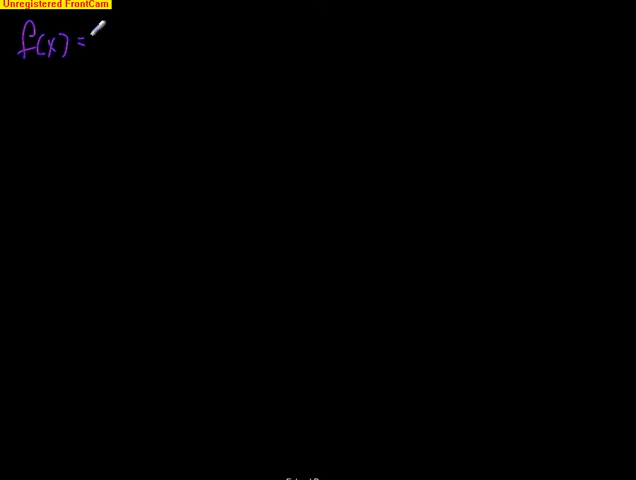 Unregistered FrontCam
f(x) =